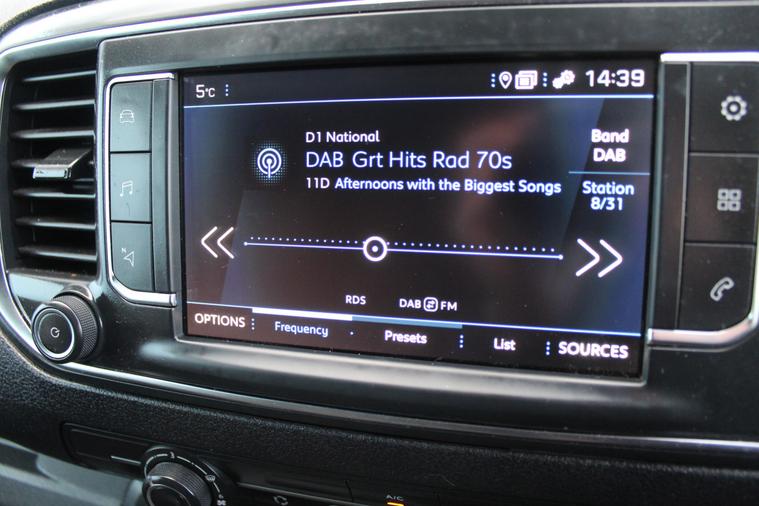 5°C
14:39
D1 National
DAB Grt Hits Rad 70s
11D Afternoons with the Biggest Songs
Band
DAB
Station
8/31
RDS
DAB FM
OPTIONS
Frequency
Presets
List
SOURCES
N
A/C